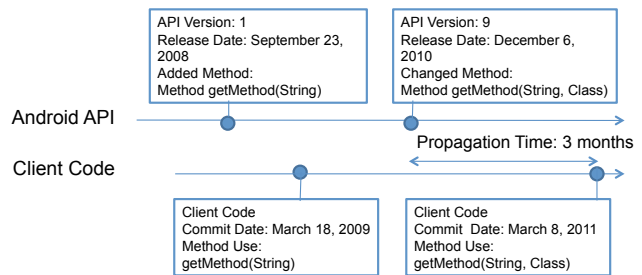 API Version: 1
Release Date: September 23,
2008
Added Method:
Method getMethod(String)
API Version: 9
Release Date: December 6,
2010
Changed Method:
Method getMethod(String, Class)
Android API
Propagation Time: 3 months
Client Code
Client Code
Commit Date: March 18, 2009
Method Use:
getMethod(String)
Client Code
Commit  Date: March 8, 2011
Method Use:
getMethod(String, Class)